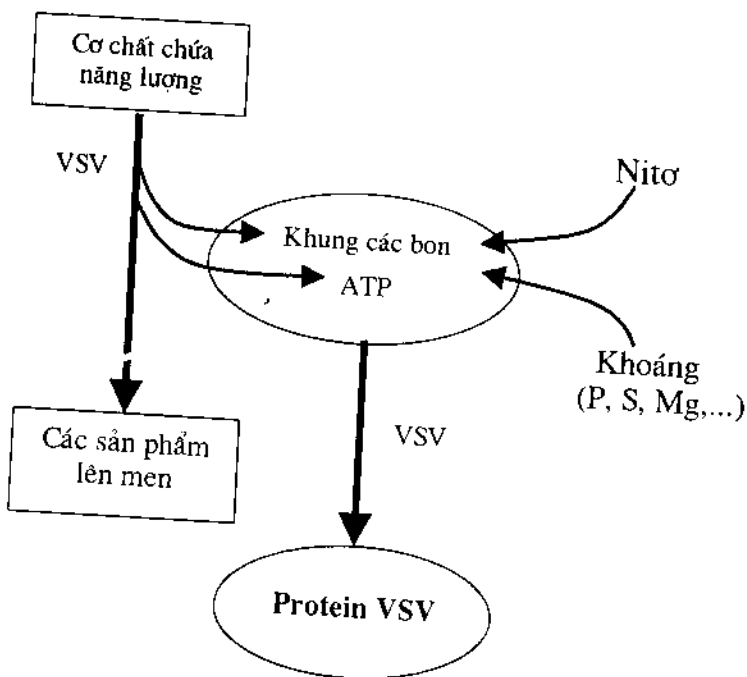 Cơ chất chứa
năng lượng
VSV
Nitơ
Khung các bon
ATP
Khoáng
(P, S, Mg,...)
Các sản phẩm
lên men
VSV
Protein VSV